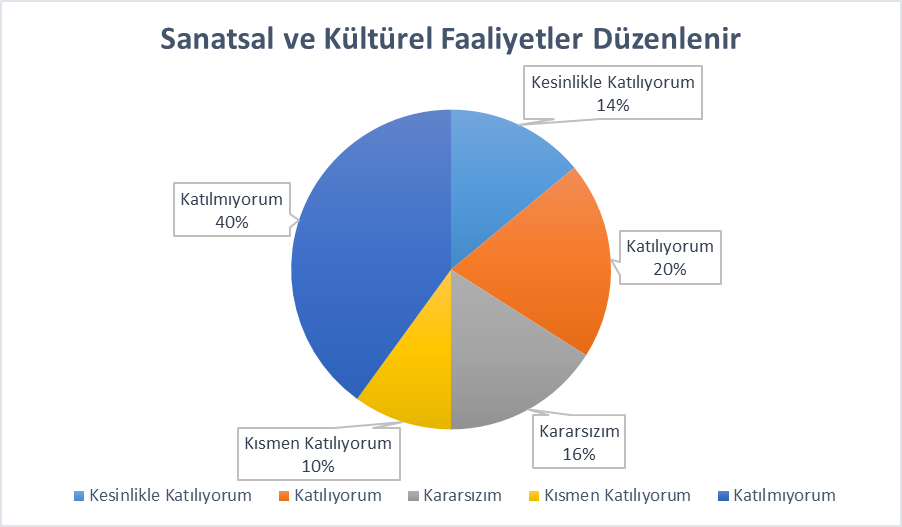 Sanatsal ve Kültürel Faaliyetler Düzenlenir
Kesinlikle Katılıyorum
14%
Katılmıyorum
40%
Katılıyorum
20%
Kararsızım
16%
Kısmen Katılıyorum
10%
Kesinlikle Katılıyorum Katılıyorum Kararsızım Kısmen Katılıyorum Katılmıyorum